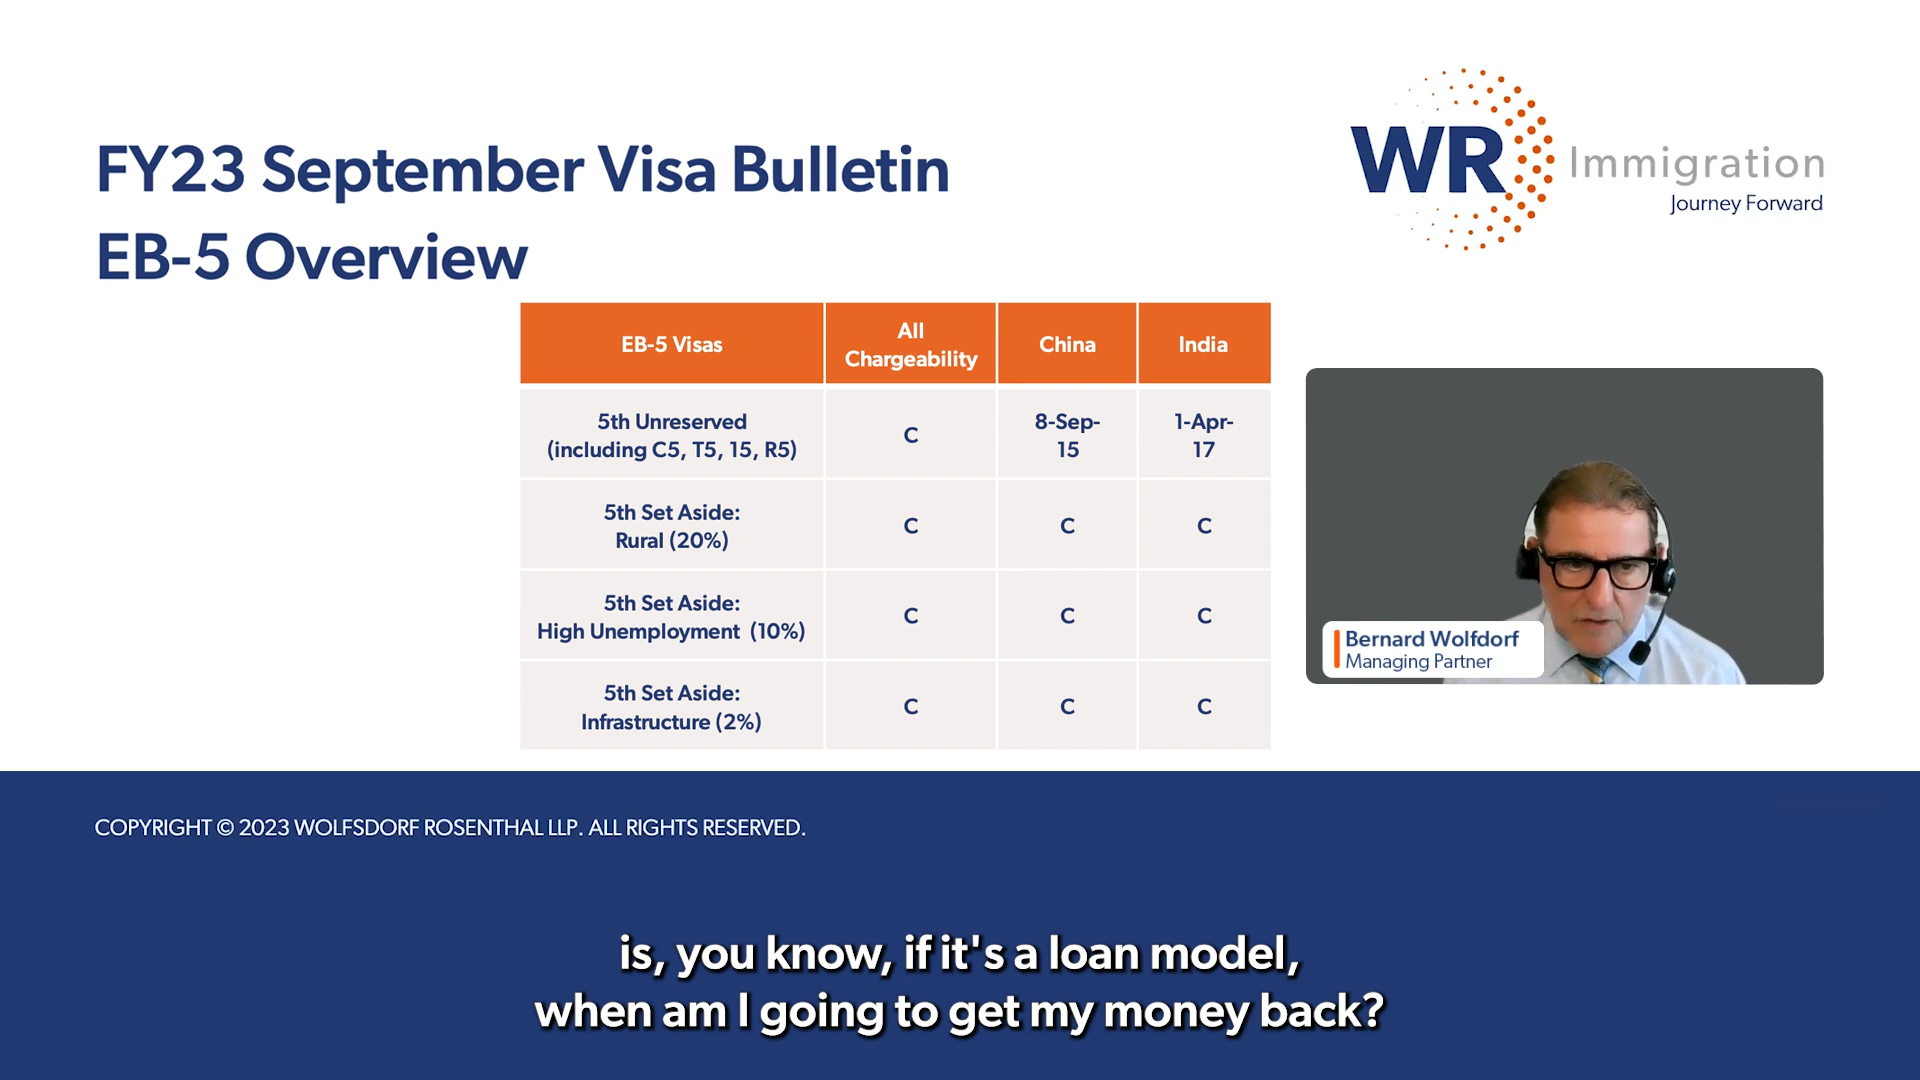 FY23 September Visa Bulletin
EB-5 Overview
WR Immigration
Journey Forward
EB-5 Visas
All
Chargeability
China
India
5th Unreserved
(including C5, T5, 15, R5)
C
8-Sep-
15
1-Apr-
17
5th Set Aside:
Rural (20%)
C
C
C
5th Set Aside:
High Unemployment (10%)
C
C
C
5th Set Aside:
Infrastructure (2%)
C
C
C
Bernard Wolfdorf
Managing Partner
COPYRIGHT © 2023 WOLFSDORF ROSENTHAL LLP. ALL RIGHTS RESERVED.
is, you know, if it's a loan model,
when am I going to get my money back?